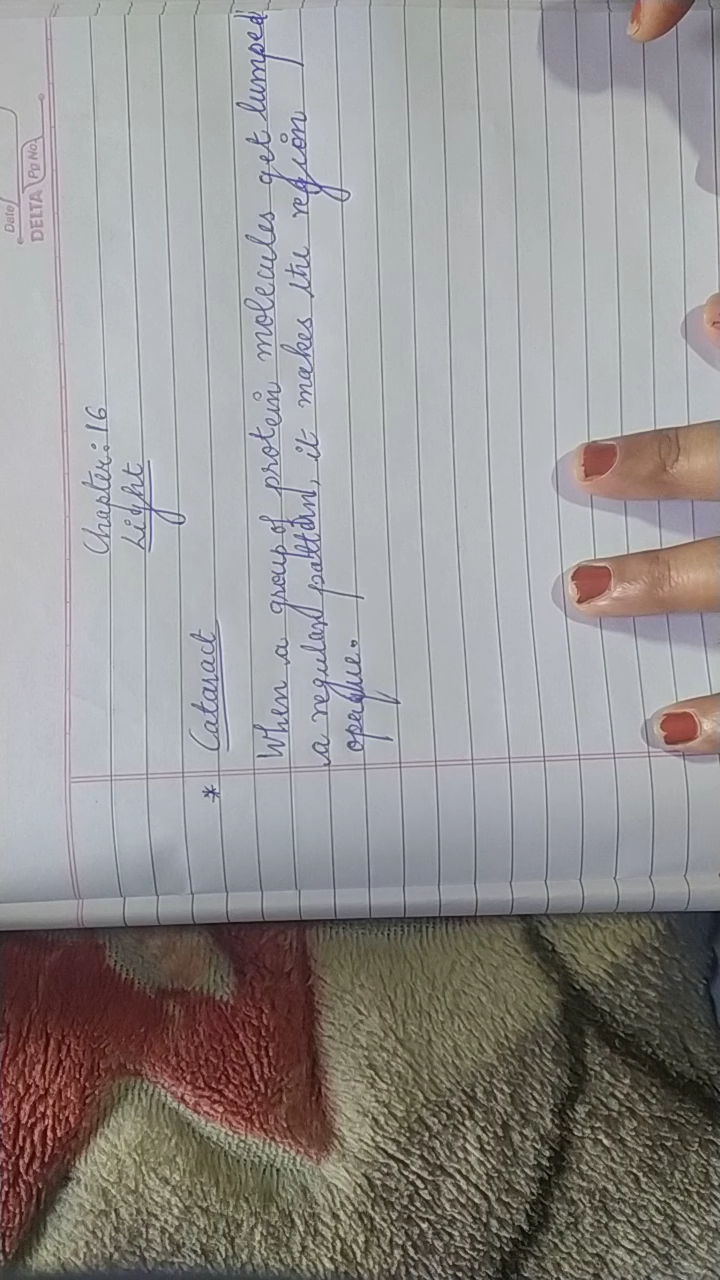 Date
DELTA Pg No.
Chapter: 16
Light
* Cataract
When a group of protein molecules get lumped
a regular pattern, it makes the region
opaque.